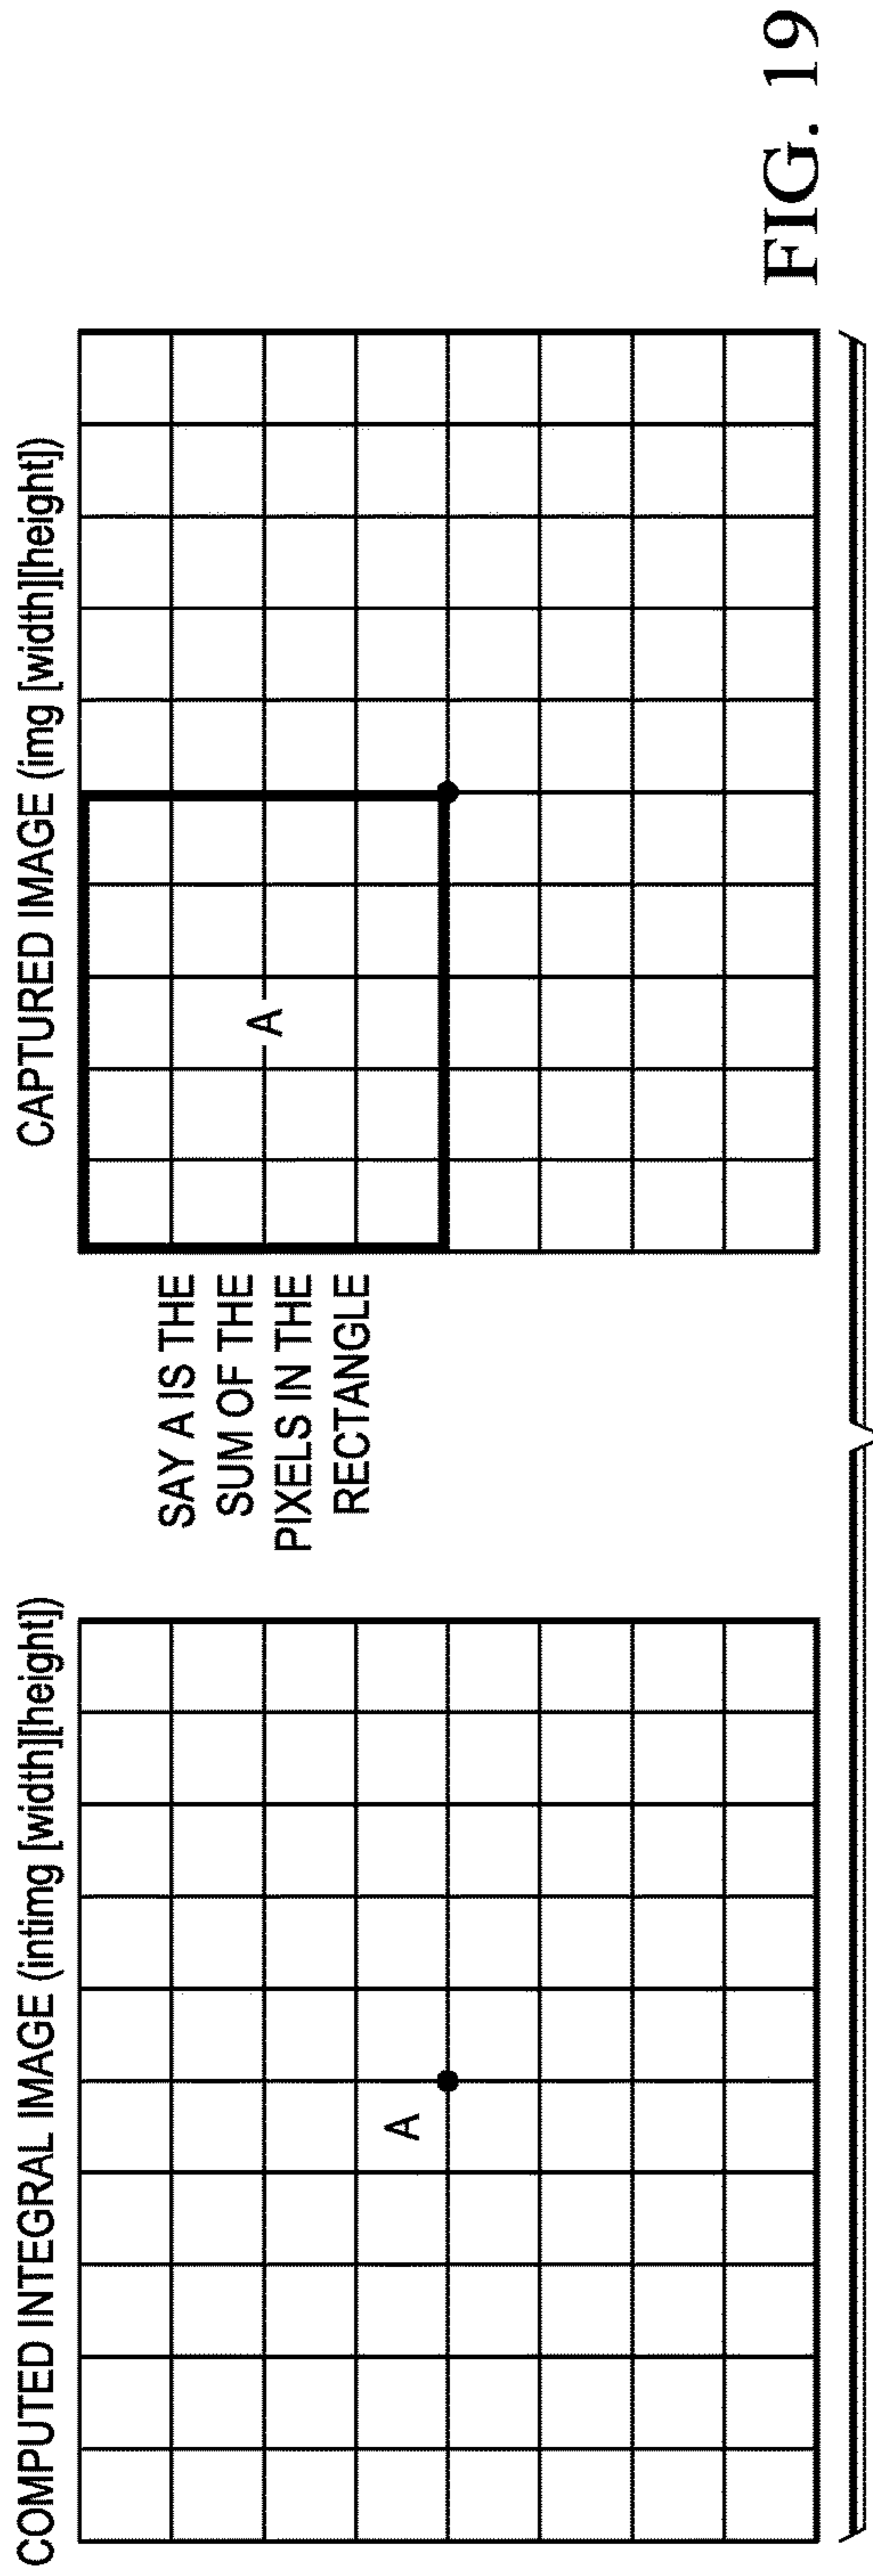 COMPUTED INTEGRAL IMAGE (intimg [width][height])
A
SAY A IS THE
SUM OF THE
PIXELS IN THE
RECTANGLE
CAPTURED IMAGE (img [width][height])
A
FIG. 19